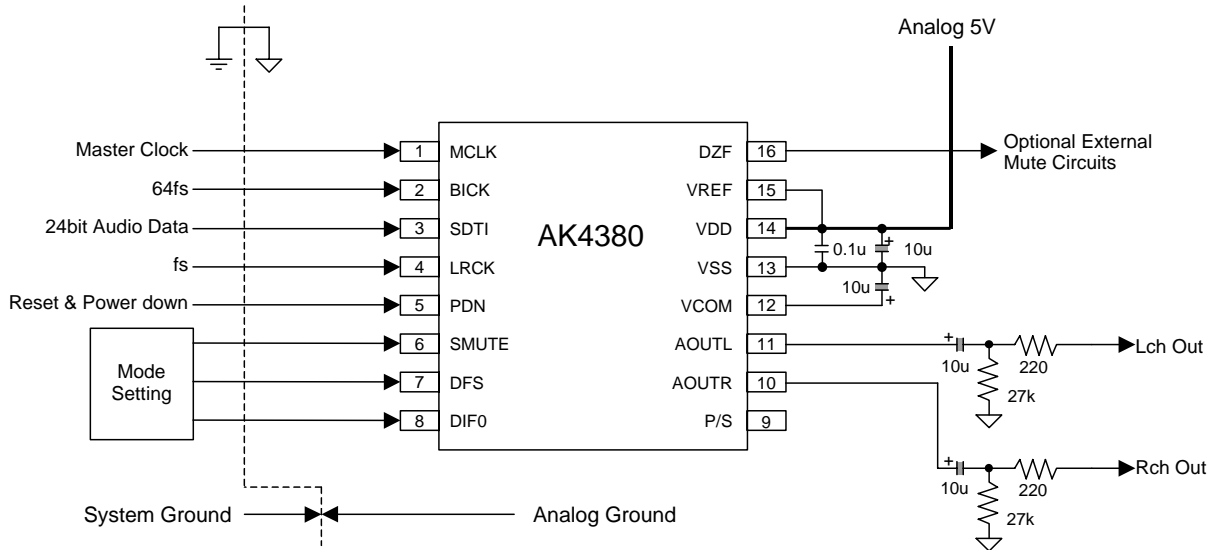 Analog 5V
Master Clock
1
MCLK
DZF
16
Optional External
Mute Circuits
64fs
2
BICK
VREF
15
24bit Audio Data
3
SDTI
AK4380
VDD
14
0.1u
+
10u
fs
4
LRCK
VSS
13
10u
+
Reset & Power down
5
PDN
VCOM
12
Mode
Setting
6
SMUTE
AOUTL
11
+
10u
220
27k
Lch Out
7
DFS
AOUTR
10
8
DIF0
P/S
9
+
10u
220
27k
Rch Out
System Ground
Analog Ground